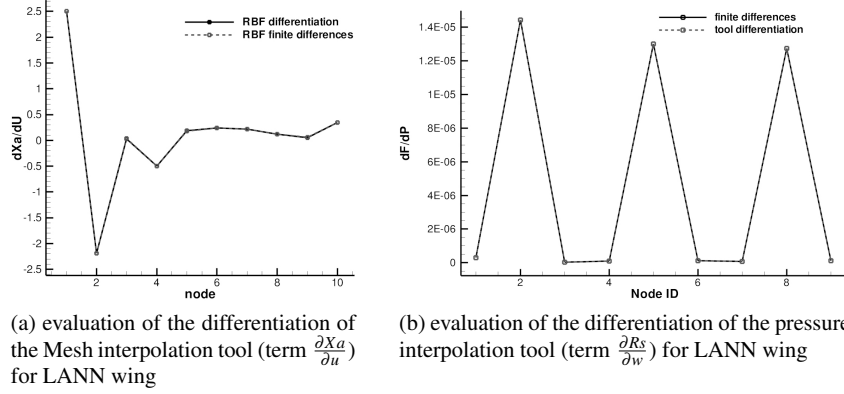 2.5
2
1.5
1
0.5
0
-0.5
-1
-1.5
-2
-2.5
dXa/dU
RBF differentiation
RBF finite differences
2 4 6 8 10
node
1.4E-05
1.2E-05
1E-05
8E-06
6E-06
4E-06
2E-06
0
dF/dP
finite differences
tool differentiation
2 4 6 8
Node ID
(a) evaluation of the differentiation of
the Mesh interpolation tool (term ∂Xa/∂u)
for LANN wing
(b) evaluation of the differentiation of the pressure
interpolation tool (term ∂Rs/∂w) for LANN wing